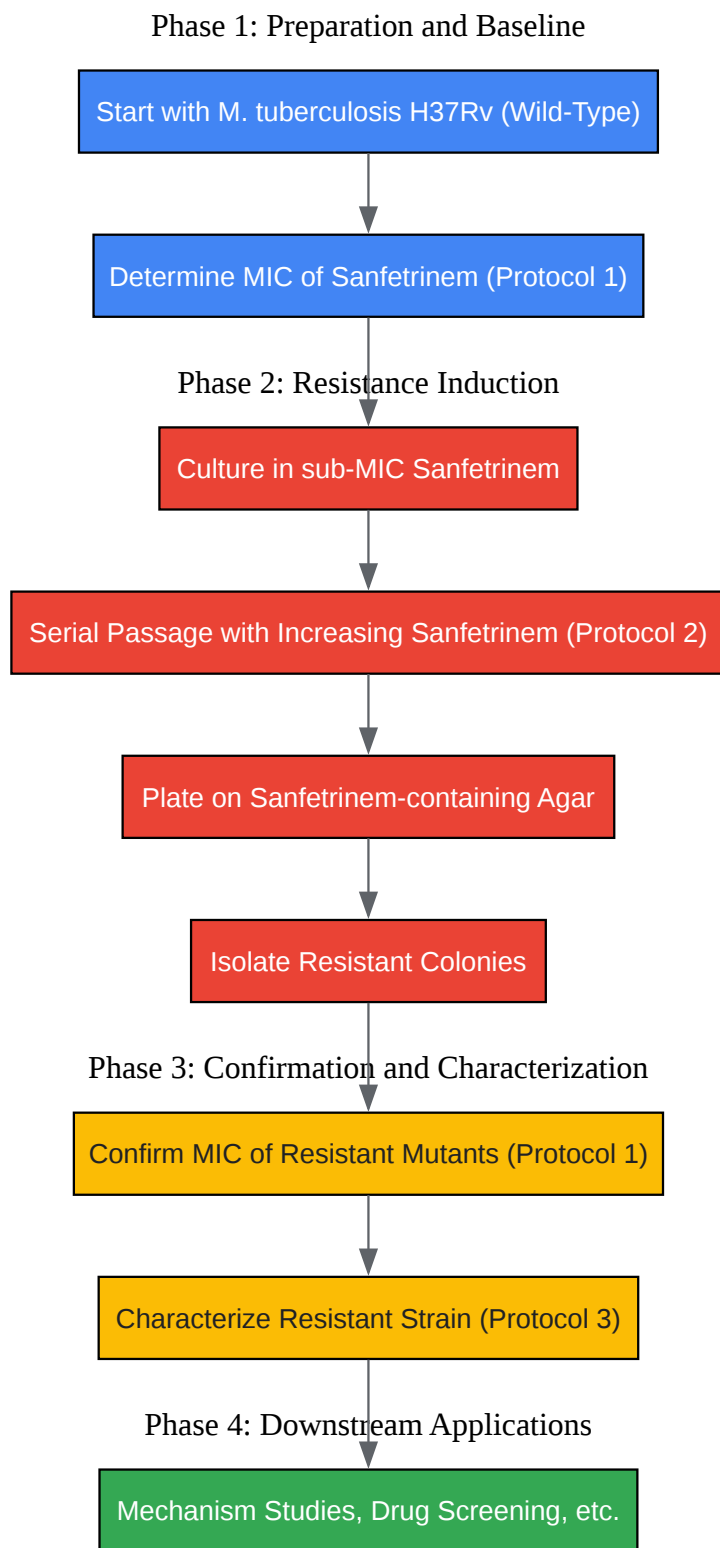 Phase 1: Preparation and Baseline
Start with M. tuberculosis H37Rv (Wild-Type)
Determine MIC of Sanfetrinem (Protocol 1)
Phase 2: Resistance Induction
Culture in sub-MIC Sanfetrinem
Serial Passage with Increasing Sanfetrinem (Protocol 2)
Plate on Sanfetrinem-containing Agar
Isolate Resistant Colonies
Phase 3: Confirmation and Characterization
Confirm MIC of Resistant Mutants (Protocol 1)
Characterize Resistant Strain (Protocol 3)
Phase 4: Downstream Applications
Mechanism Studies, Drug Screening, etc.